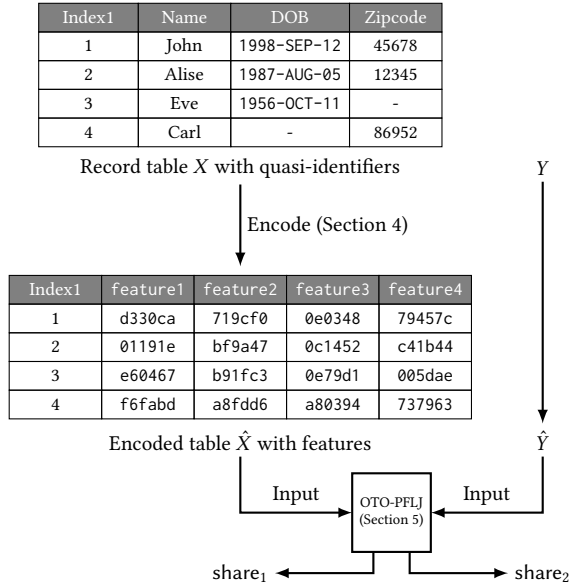 Index1 Name DOB Zipcode
1 John 1998-SEP-12 45678
2 Alise 1987-AUG-05 12345
3 Eve 1956-OCT-11 -
4 Carl - 86952
Record table X with quasi-identifiers
Y
Encode (Section 4)
Index1 feature1 feature2 feature3 feature4
1 d330ca 719cf0 0e0348 79457c
2 01191e bf9a47 0c1452 c41b44
3 e60467 b91fc3 0e79d1 005dae
4 f6fabd a8fdd6 a80394 737963
Encoded table X̂ with features
Ŷ
Input
OTO-PFLJ
(Section 5)
Input
share₁
share₂